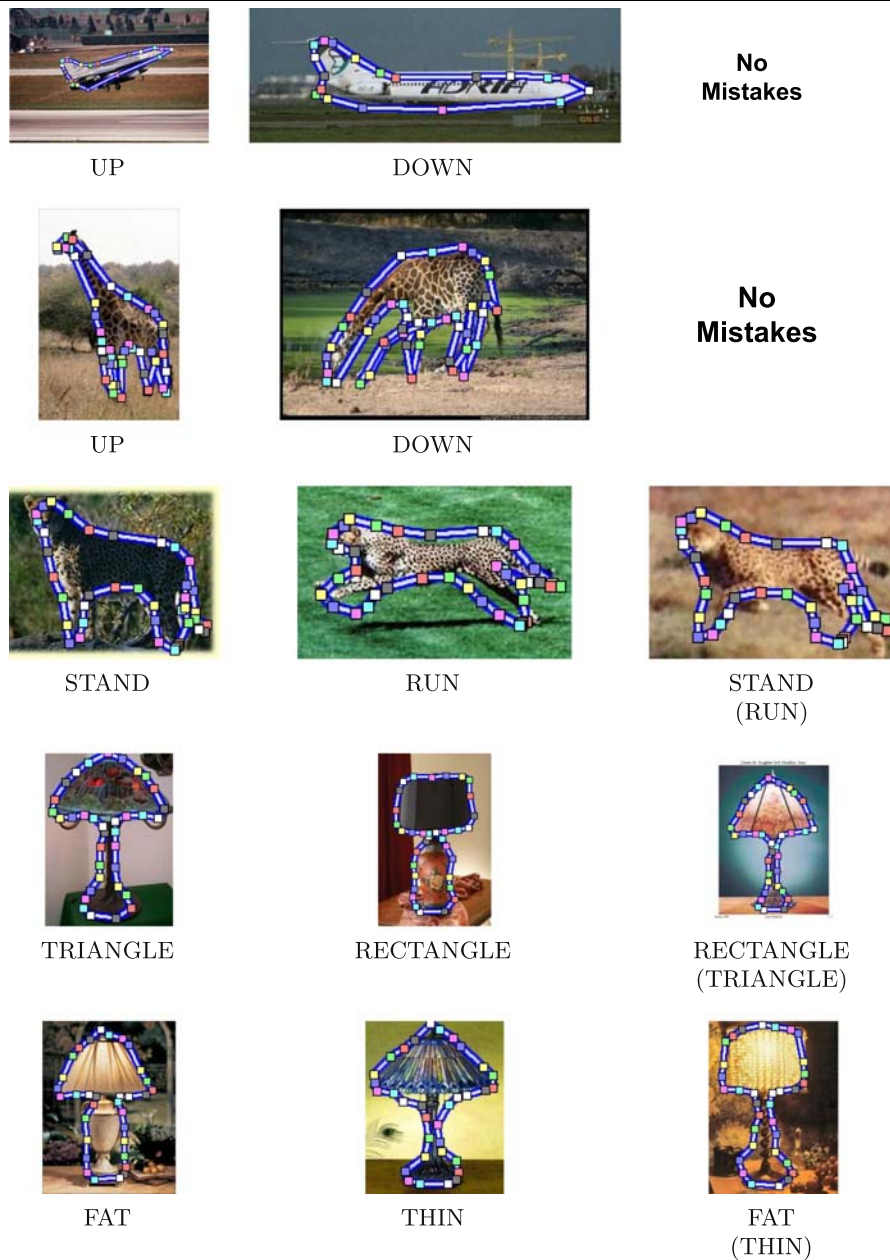 No
Mistakes
UP
DOWN
ADRIA
No
Mistakes
UP
DOWN
STAND
RUN
STAND
(RUN)
TRIANGLE
RECTANGLE
RECTANGLE
(TRIANGLE)
FAT
THIN
FAT
(THIN)